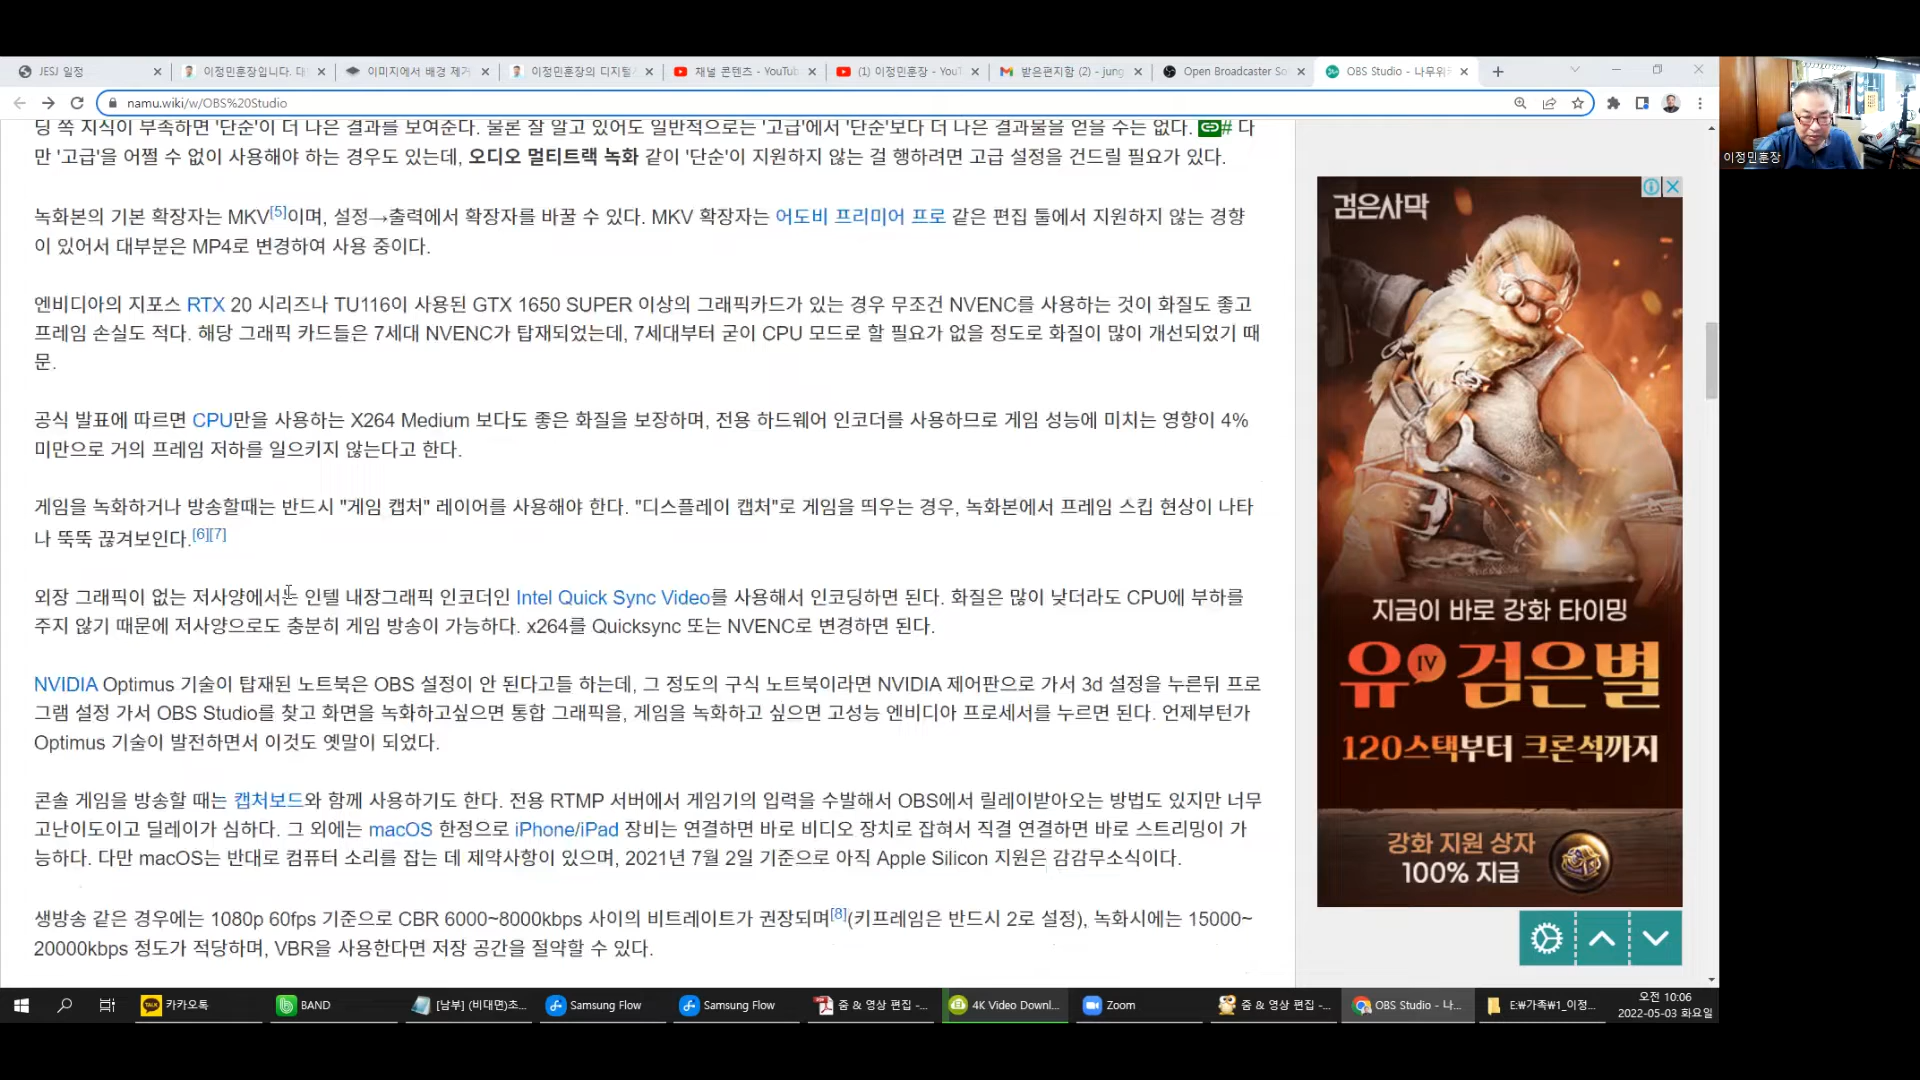 JESJ 일정
이정민훈장입니다. 대
이미지에서 배경 제거
이정민훈장의 디지털
채널 콘텐츠 - YouTub
(1) 이정민훈장 - YouT
받은편지함 (2) - jung
Open Broadcaster So
OBS Studio - 나무위키
namu.wiki/w/OBS%20Studio
이정민훈장
딩 쪽 지식이 부족하면 '단순'이 더 나은 결과를 보여준다. 물론 잘 알고 있어도 일반적으로는 '고급'에서 '단순'보다 더 나은 결과물을 얻을 수는 없다. # 다
만 '고급'을 어쩔 수 없이 사용해야 하는 경우도 있는데, 오디오 멀티트랙 녹화 같이 '단순'이 지원하지 않는 걸 행하려면 고급 설정을 건드릴 필요가 있다.
녹화본의 기본 확장자는 MKV[5]이며, 설정→출력에서 확장자를 바꿀 수 있다. MKV 확장자는 어도비 프리미어 프로 같은 편집 툴에서 지원하지 않는 경향
이 있어서 대부분은 MP4로 변경하여 사용 중이다.
엔비디아의 지포스 RTX 20 시리즈나 TU116이 사용된 GTX 1650 SUPER 이상의 그래픽카드가 있는 경우 무조건 NVENC를 사용하는 것이 화질도 좋고
프레임 손실도 적다. 해당 그래픽 카드들은 7세대 NVENC가 탑재되었는데, 7세대부터 굳이 CPU 모드로 할 필요가 없을 정도로 화질이 많이 개선되었기 때
문.
공식 발표에 따르면 CPU만을 사용하는 X264 Medium 보다도 좋은 화질을 보장하며, 전용 하드웨어 인코더를 사용하므로 게임 성능에 미치는 영향이 4%
미만으로 거의 프레임 저하를 일으키지 않는다고 한다.
게임을 녹화하거나 방송할때는 반드시 "게임 캡처" 레이어를 사용해야 한다. "디스플레이 캡처"로 게임을 띄우는 경우, 녹화본에서 프레임 스킵 현상이 나타
나 뚝뚝 끊겨보인다.[6][7]
외장 그래픽이 없는 저사양에서는 인텔 내장그래픽 인코더인 Intel Quick Sync Video를 사용해서 인코딩하면 된다. 화질은 많이 낮더라도 CPU에 부하를
주지 않기 때문에 저사양으로도 충분히 게임 방송이 가능하다. x264를 Quicksync 또는 NVENC로 변경하면 된다.
NVIDIA Optimus 기술이 탑재된 노트북은 OBS 설정이 안 된다고들 하는데, 그 정도의 구식 노트북이라면 NVIDIA 제어판으로 가서 3d 설정을 누른뒤 프로
그램 설정 가서 OBS Studio를 찾고 화면을 녹화하고싶으면 통합 그래픽을, 게임을 녹화하고 싶으면 고성능 엔비디아 프로세서를 누르면 된다. 언제부턴가
Optimus 기술이 발전하면서 이것도 옛말이 되었다.
콘솔 게임을 방송할 때는 캡처보드와 함께 사용하기도 한다. 전용 RTMP 서버에서 게임기의 입력을 수발해서 OBS에서 릴레이받아오는 방법도 있지만 너무
고난이도이고 딜레이가 심하다. 그 외에는 macOS 한정으로 iPhone/iPad 장비는 연결하면 바로 비디오 장치로 잡혀서 직결 연결하면 바로 스트리밍이 가
능하다. 다만 macOS는 반대로 컴퓨터 소리를 잡는 데 제약사항이 있으며, 2021년 7월 2일 기준으로 아직 Apple Silicon 지원은 감감무소식이다.
생방송 같은 경우에는 1080p 60fps 기준으로 CBR 6000~8000kbps 사이의 비트레이트가 권장되며[8](키프레임은 반드시 2로 설정), 녹화시에는 15000~
20000kbps 정도가 적당하며, VBR을 사용한다면 저장 공간을 절약할 수 있다.
검은사막
지금이 바로 강화 타이밍
유 IV 검은별
120스택부터 크론석까지
강화 지원 상자
100% 지급
카카오톡
BAND
[남부] (비대면)초...
Samsung Flow
Samsung Flow
줌 & 영상 편집 -...
4K Video Downl...
Zoom
줌 & 영상 편집 -...
OBS Studio - 나...
E:₩가족₩1_이정...
오전 10:06
2022-05-03 화요일